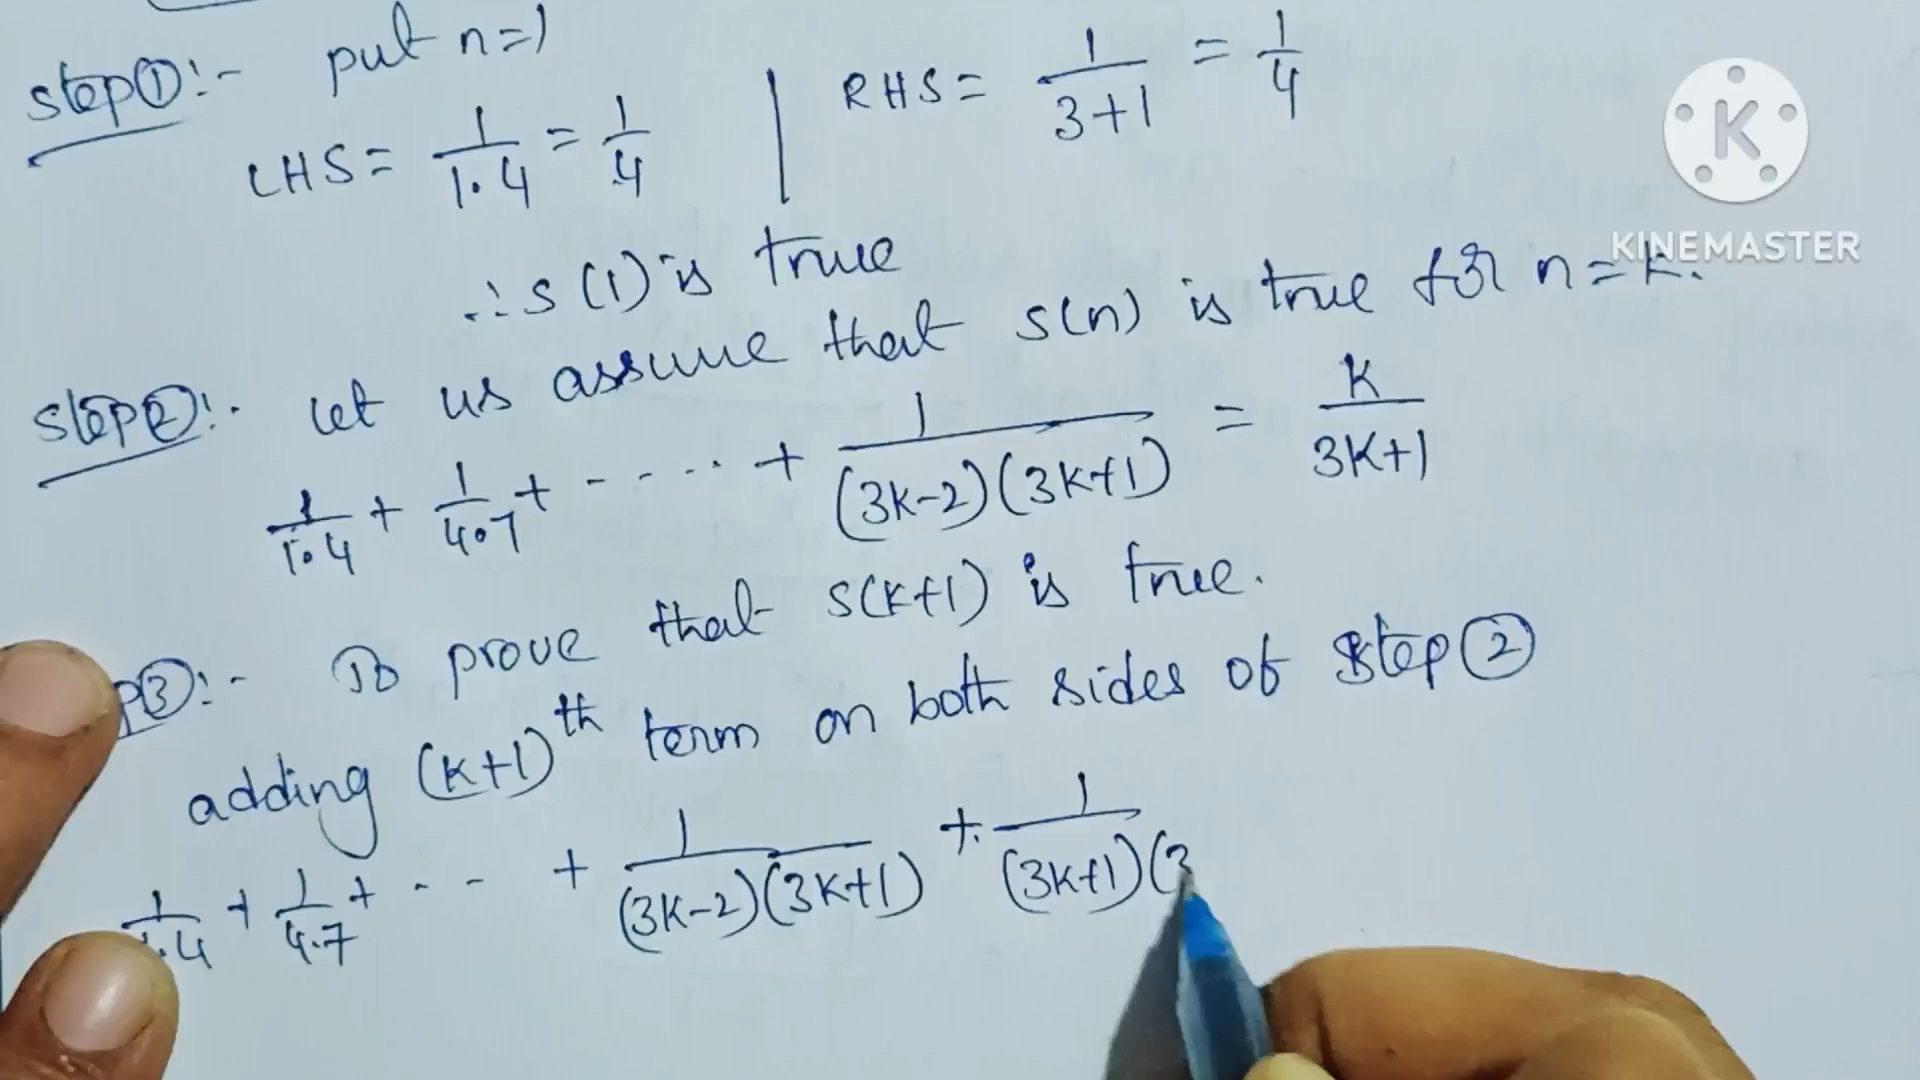 step①:- put n=1
LHS = 1/1.4 = 1/4 | RHS = 1/3+1 = 1/4
∴ S(1) is true
step②:- Let us assume that S(n) is true for n=k.
1/1.4 + 1/4.7 + - - - - .. + 1/(3k-2)(3k+1) = k/3k+1
p③:- To prove that S(k+1) is true.
adding (k+1)th term on both sides of step②
1/1.4 + 1/4.7 + - - - + 1/(3k-2)(3k+1) + 1/(3k+1)(3
K
KINEMASTER